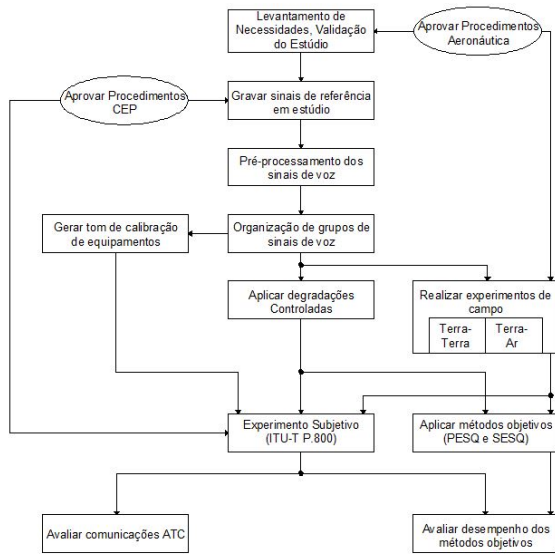 Levantamento de
Necessidades, Validação
do Estúdio
Aprovar Procedimentos
Aeronáutica
Aprovar Procedimentos
CEP
Gravar sinais de referência
em estúdio
Pré-processamento dos
sinais de voz
Gerar tom de calibração
de equipamentos
Organização de grupos de
sinais de voz
Aplicar degradações
Controladas
Realizar experimentos de
campo
Terra-
Terra
Terra-
Ar
Experimento Subjetivo
(ITU-T P.800)
Aplicar métodos objetivos
(PESQ e SESQ)
Avaliar comunicações ATC
Avaliar desempenho dos
métodos objetivos